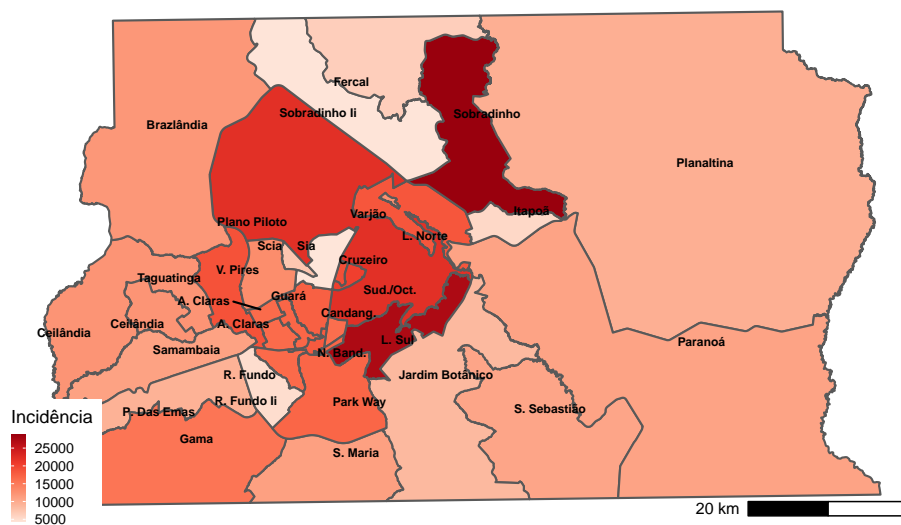 Fercal
Sobradinho Ii
Sobradinho
Brazlândia
Planaltina
Itapoã
Plano Piloto
Varjão
L. Norte
Scia
Sia
Cruzeiro
V. Pires
Taguatinga
Sud./Oct.
A. Claras
Guará
Candang.
Ceilândia
Ceilândia
A. Claras
L. Sul
Paranoá
Samambaia
N. Band.
R. Fundo
Jardim Botânico
R. Fundo Ii
Park Way
P. Das Emas
S. Sebastião
Gama
S. Maria
Incidência
25000
20000
15000
10000
5000
20 km